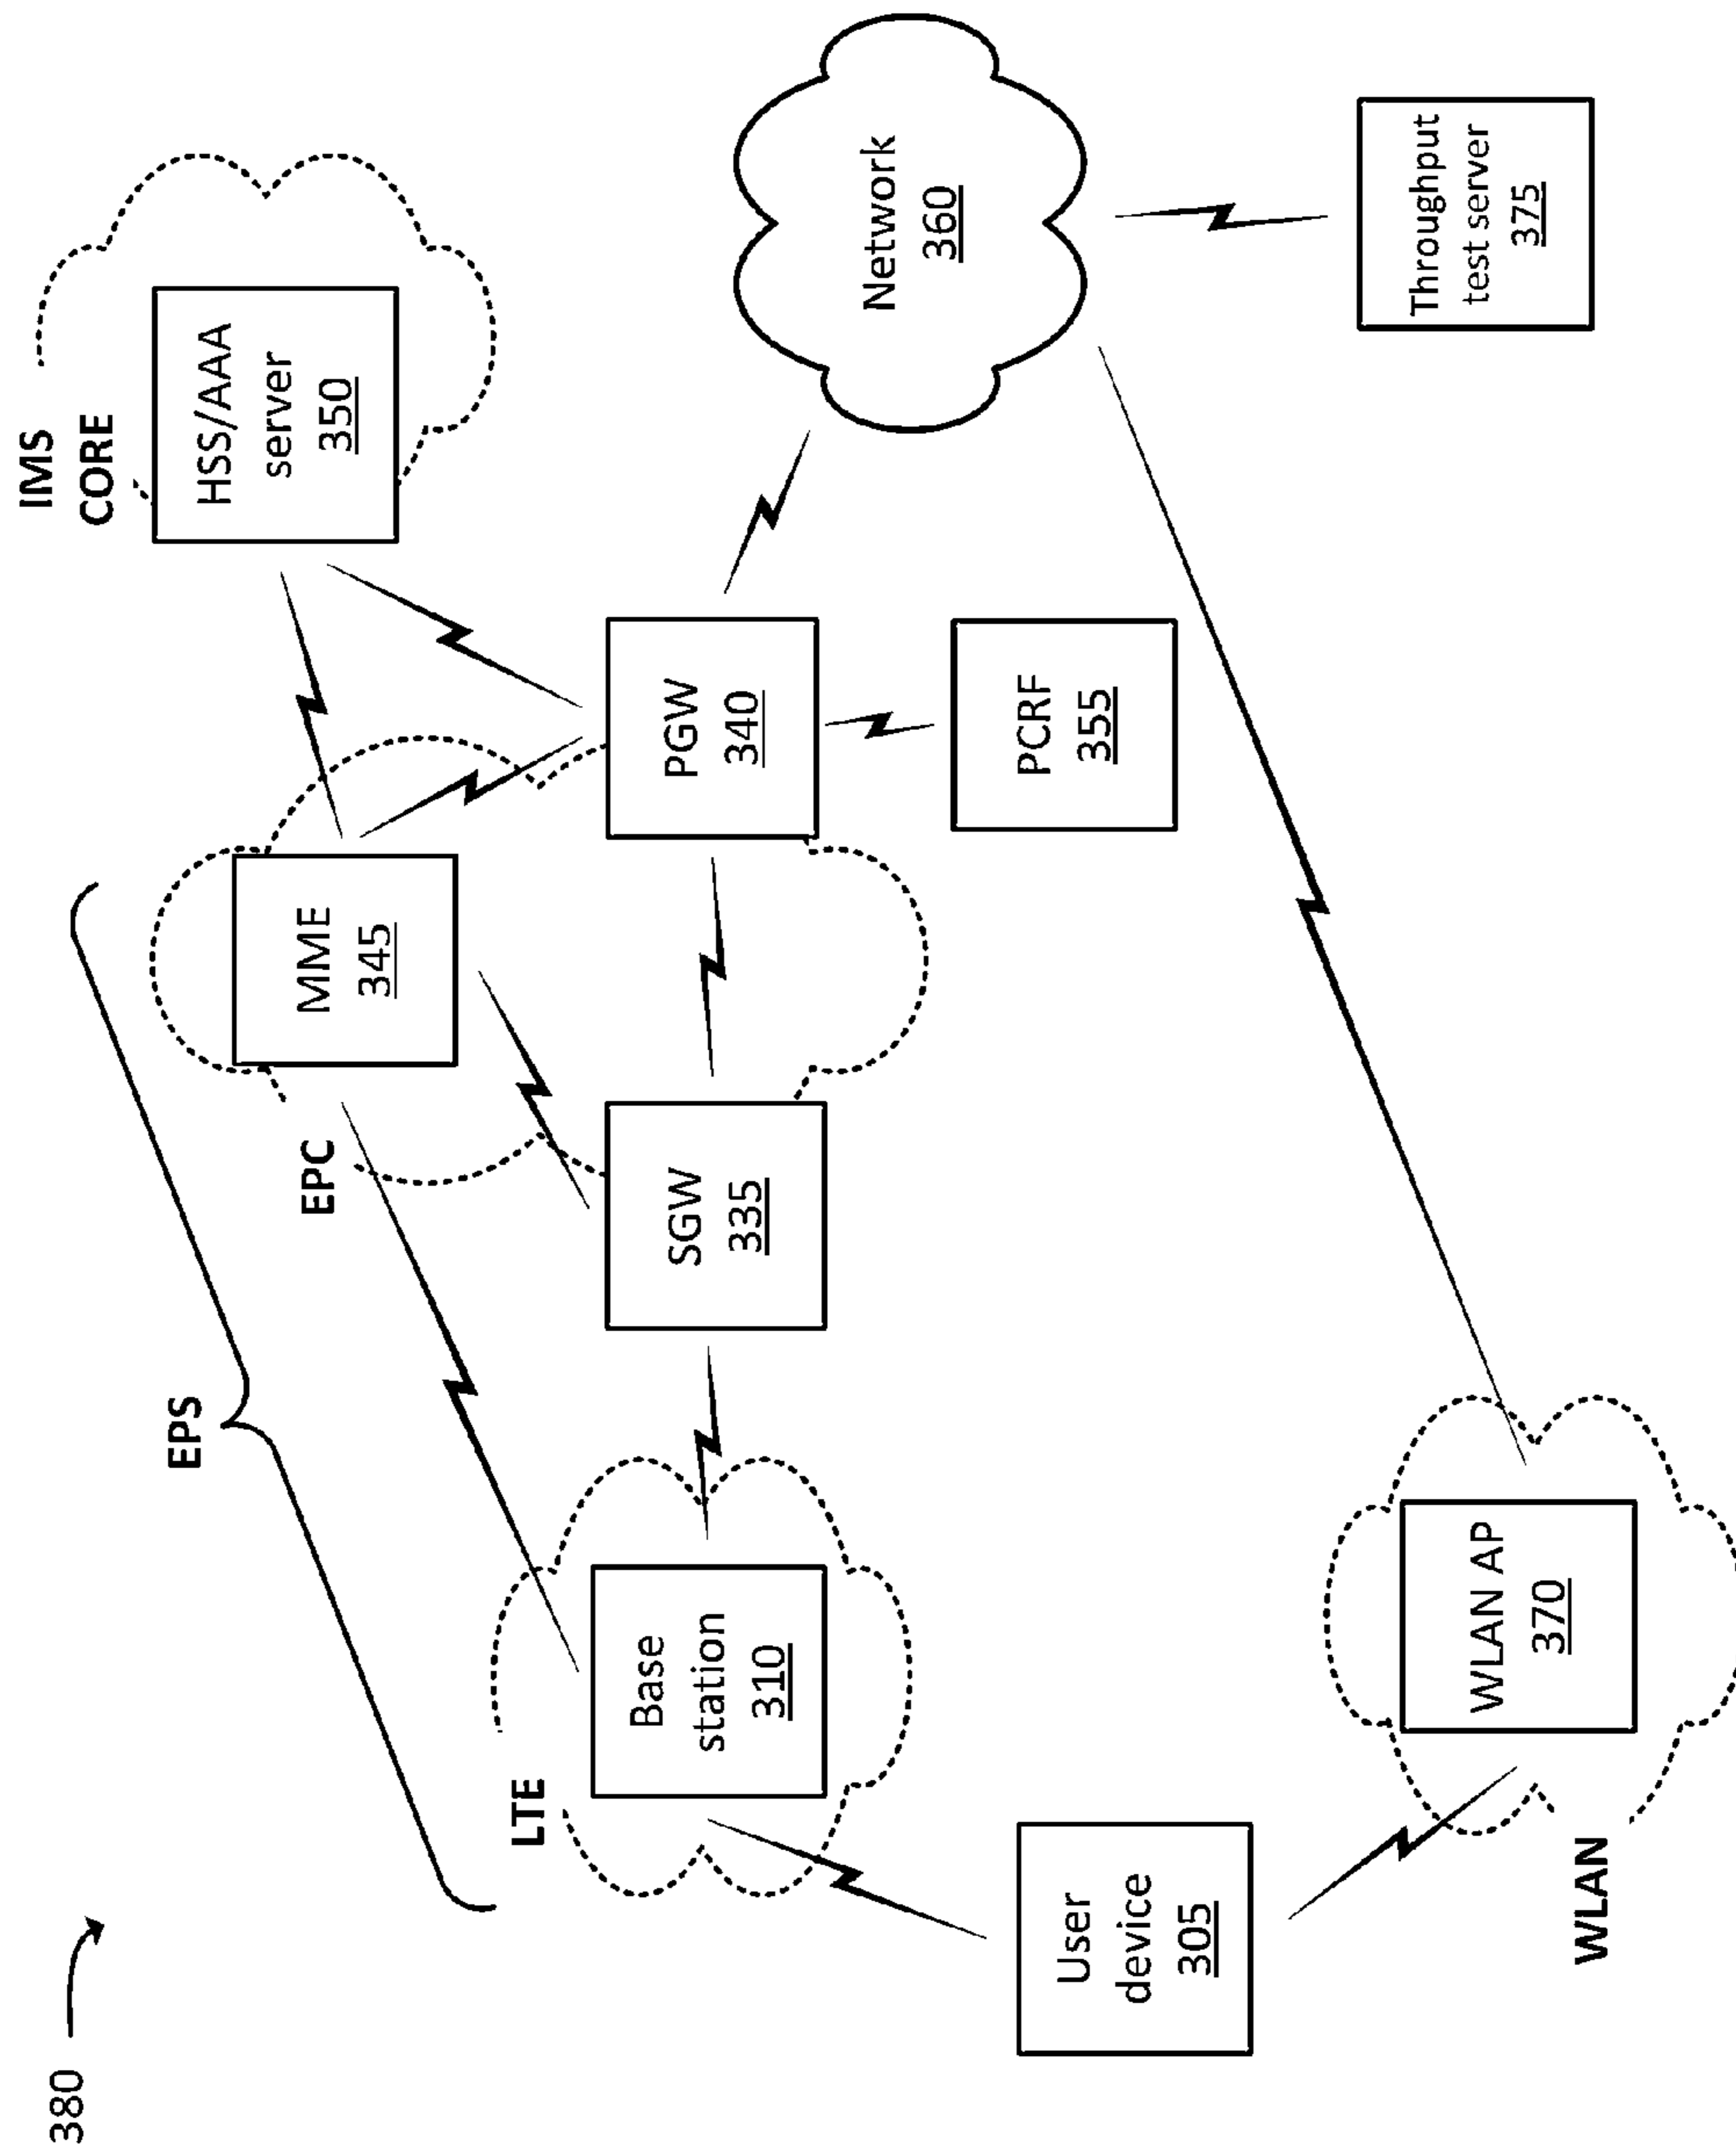 380
EPS
IMS
CORE
HSS/AAA
server
350
MME
345
EPC
LTE
Base
station
310
SGW
335
PGW
340
Network
360
PCRF
355
User
device
305
WLAN AP
370
WLAN
Throughput
test server
375